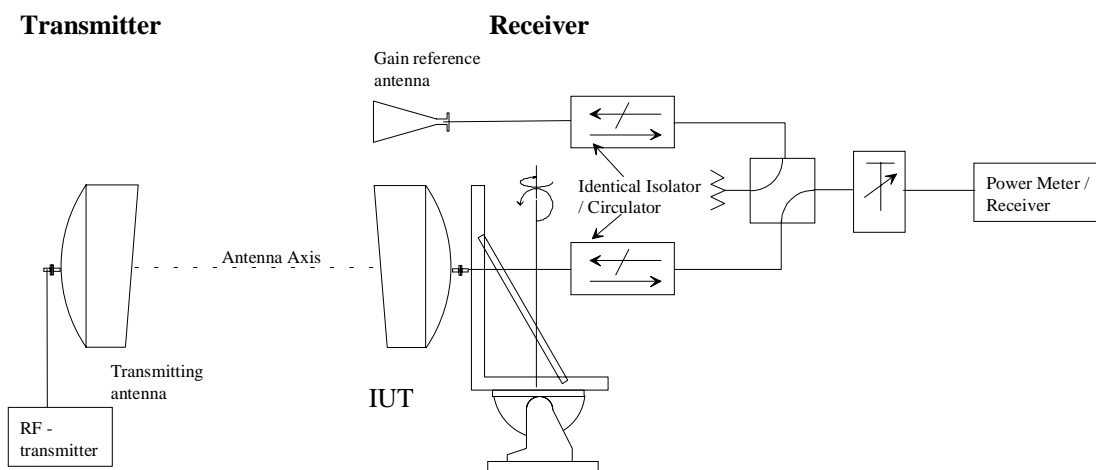 Transmitter
Receiver
Gain reference
antenna
Identical Isolator
/ Circulator
Power Meter /
Receiver
Antenna Axis
Transmitting
antenna
IUT
RF -
transmitter